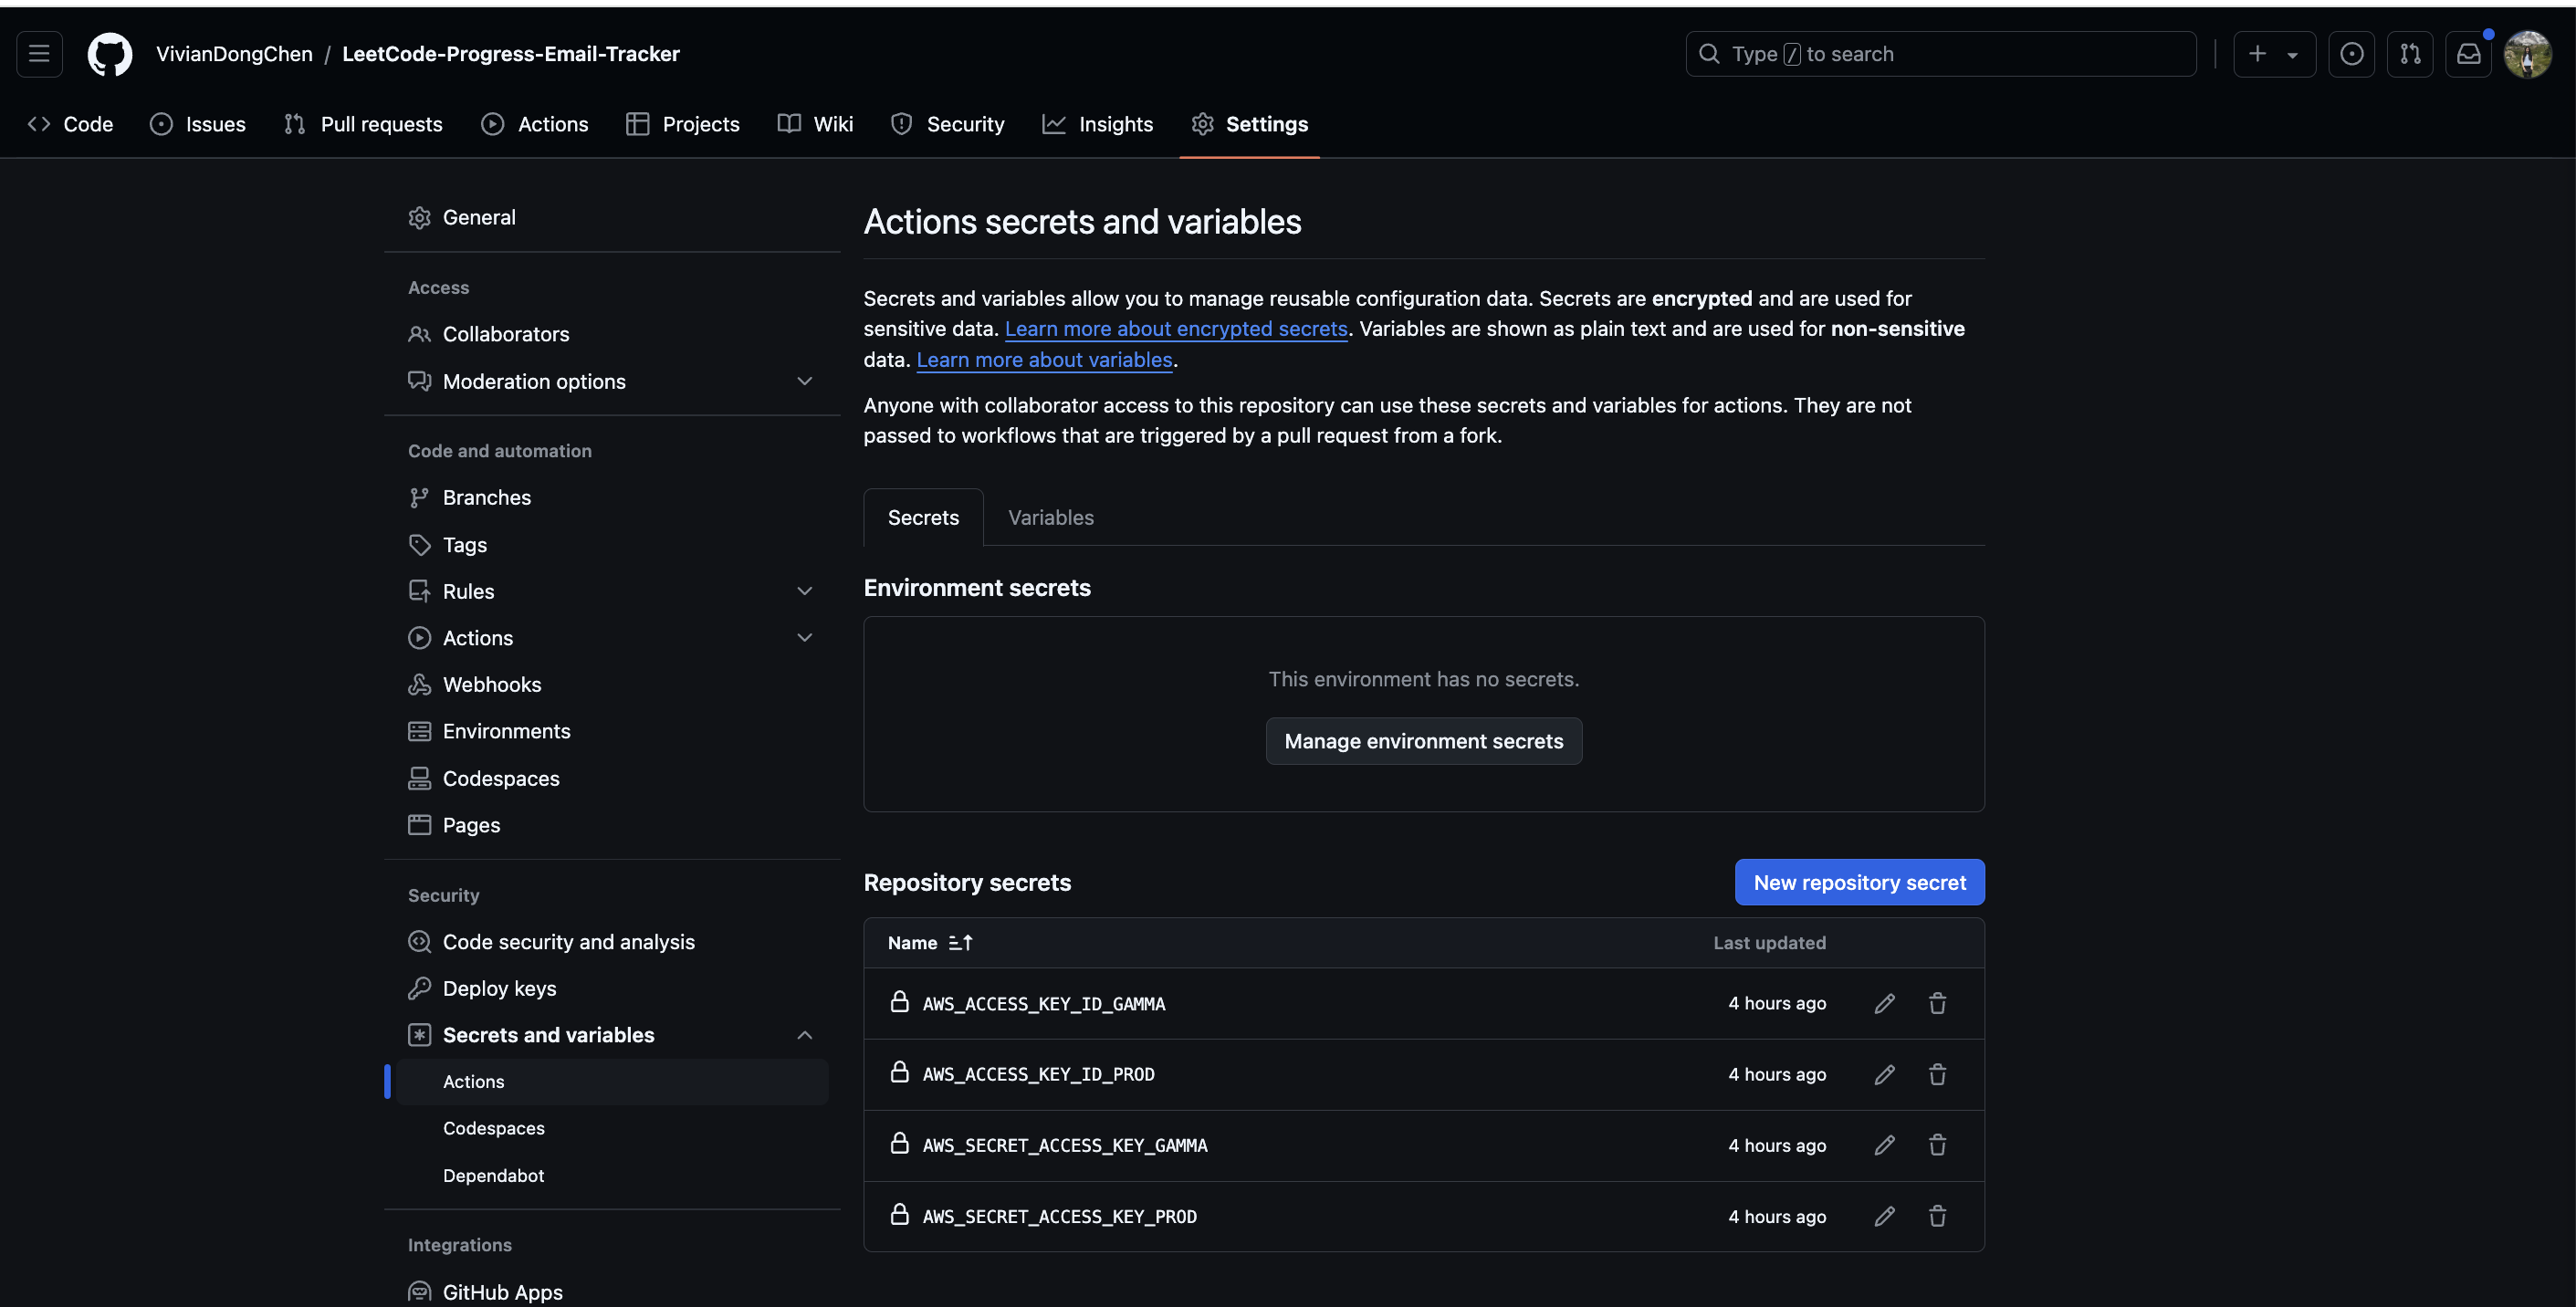 VivianDongChen / LeetCode-Progress-Email-Tracker
Type / to search
Code
Issues
Pull requests
Actions
Projects
Wiki
Security
Insights
Settings
General
Access
Collaborators
Moderation options
Code and automation
Branches
Tags
Rules
Actions
Webhooks
Environments
Codespaces
Pages
Security
Code security and analysis
Deploy keys
Secrets and variables
Actions
Codespaces
Dependabot
Integrations
GitHub Apps
Actions secrets and variables
Secrets and variables allow you to manage reusable configuration data. Secrets are encrypted and are used for
sensitive data. Learn more about encrypted secrets. Variables are shown as plain text and are used for non-sensitive
data. Learn more about variables.
Anyone with collaborator access to this repository can use these secrets and variables for actions. They are not
passed to workflows that are triggered by a pull request from a fork.
Secrets
Variables
Environment secrets
This environment has no secrets.
Manage environment secrets
Repository secrets
New repository secret
Name
Last updated
AWS_ACCESS_KEY_ID_GAMMA 4 hours ago
AWS_ACCESS_KEY_ID_PROD 4 hours ago
AWS_SECRET_ACCESS_KEY_GAMMA 4 hours ago
AWS_SECRET_ACCESS_KEY_PROD 4 hours ago